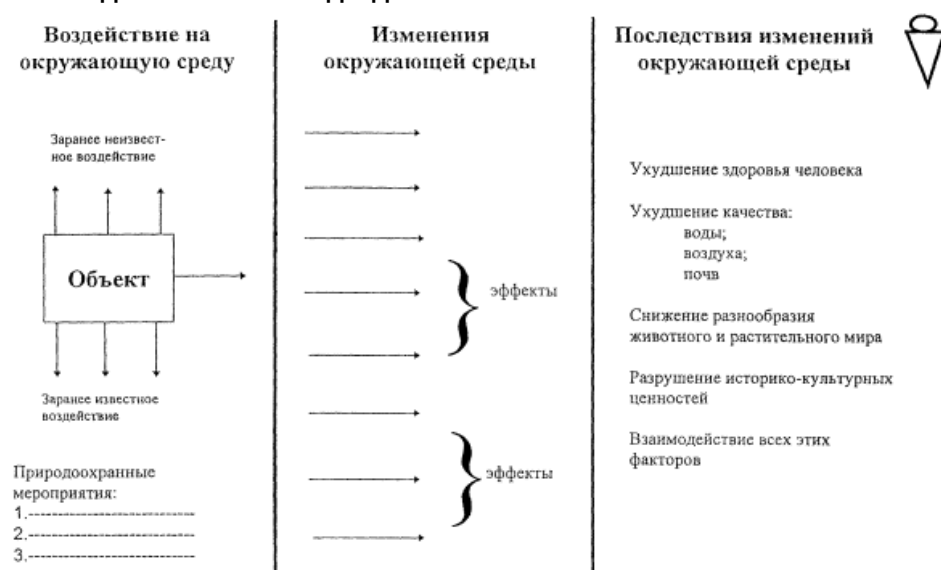 Воздействие на
окружающую среду
Заранее неизвест-
ное воздействие
Объект
Заранее известное
воздействие
Природоохранные
мероприятия:
1.
2.
3.
Изменения
окружающей среды
эффекты
эффекты
Последствия изменений
окружающей среды
Ухудшение здоровья человека
Ухудшение качества:
воды;
воздуха;
почв
Снижение разнообразия
животного и растительного мира
Разрушение историко-культурных
ценностей
Взаимодействие всех этих
факторов